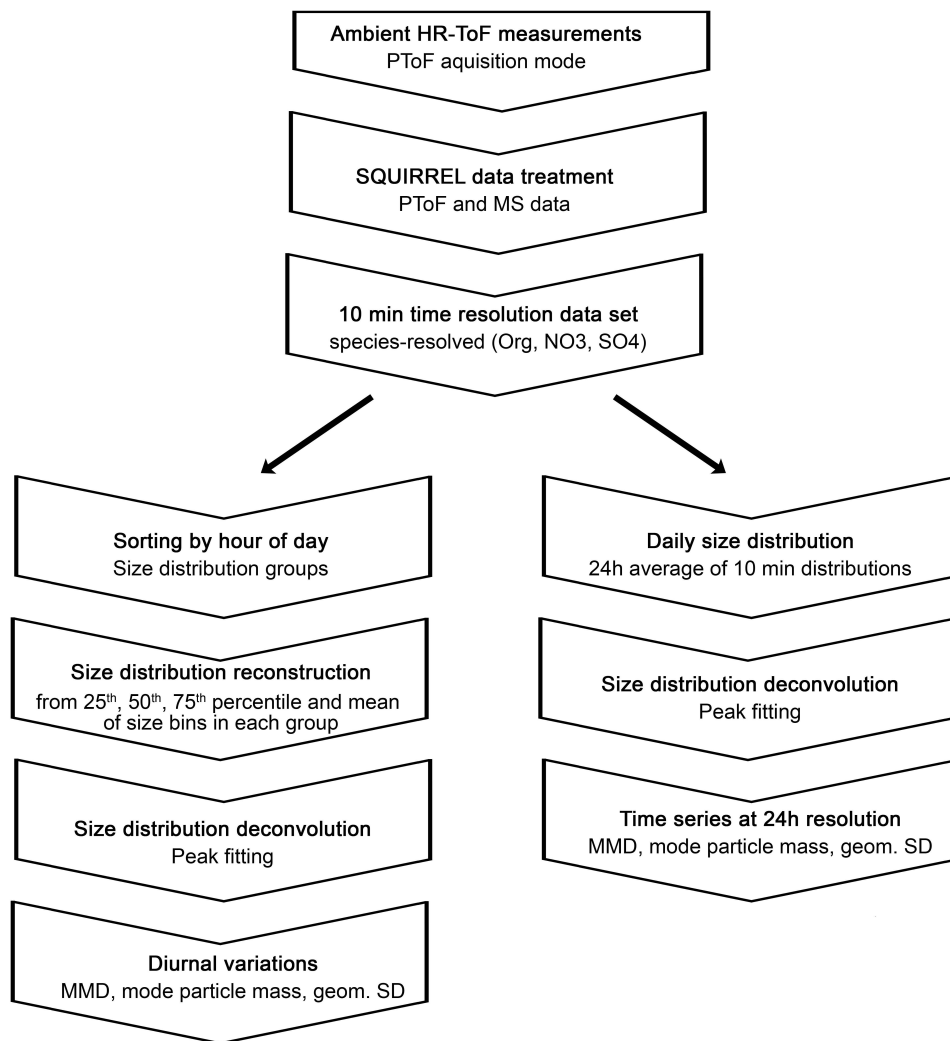 Ambient HR-ToF measurements
PToF aquisition mode
SQUIRREL data treatment
PToF and MS data
10 min time resolution data set
species-resolved (Org, NO3, SO4)
Sorting by hour of day
Size distribution groups
Size distribution reconstruction
from 25th, 50th, 75th percentile and mean
of size bins in each group
Size distribution deconvolution
Peak fitting
Diurnal variations
MMD, mode particle mass, geom. SD
Daily size distribution
24h average of 10 min distributions
Size distribution deconvolution
Peak fitting
Time series at 24h resolution
MMD, mode particle mass, geom. SD